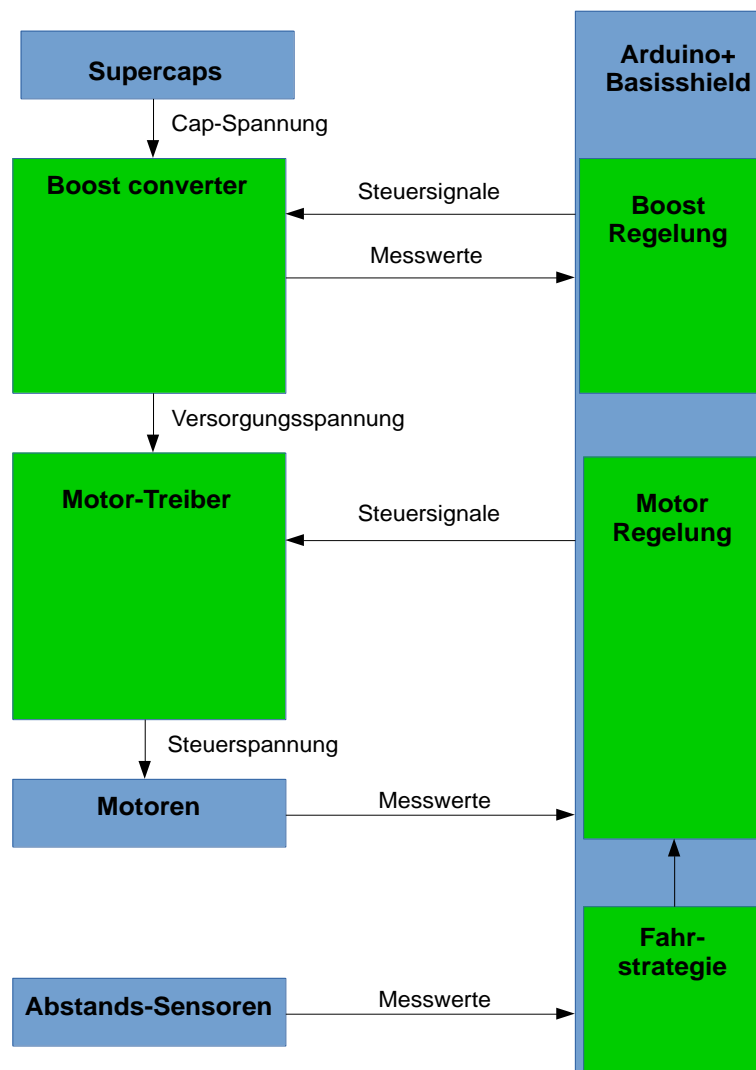 Supercaps
Arduino+
Basisshield
Cap-Spannung
Boost converter
Steuersignale
Boost
Regelung
Messwerte
Versorgungsspannung
Motor-Treiber
Steuersignale
Motor
Regelung
Steuerspannung
Motoren
Messwerte
Fahr-
strategie
Abstands-Sensoren
Messwerte